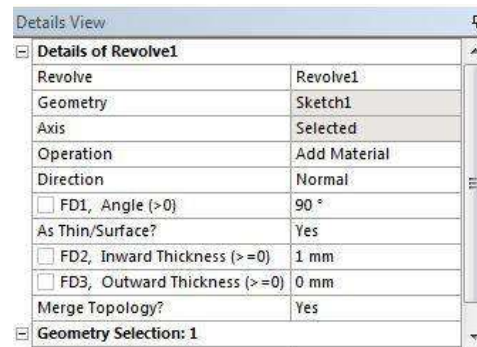 Details View
Details of Revolve1
Revolve Revolve1
Geometry Sketch1
Axis Selected
Operation Add Material
Direction Normal
FD1, Angle (>0) 90 °
As Thin/Surface? Yes
FD2, Inward Thickness (>=0) 1 mm
FD3, Outward Thickness (>=0) 0 mm
Merge Topology? Yes
Geometry Selection: 1